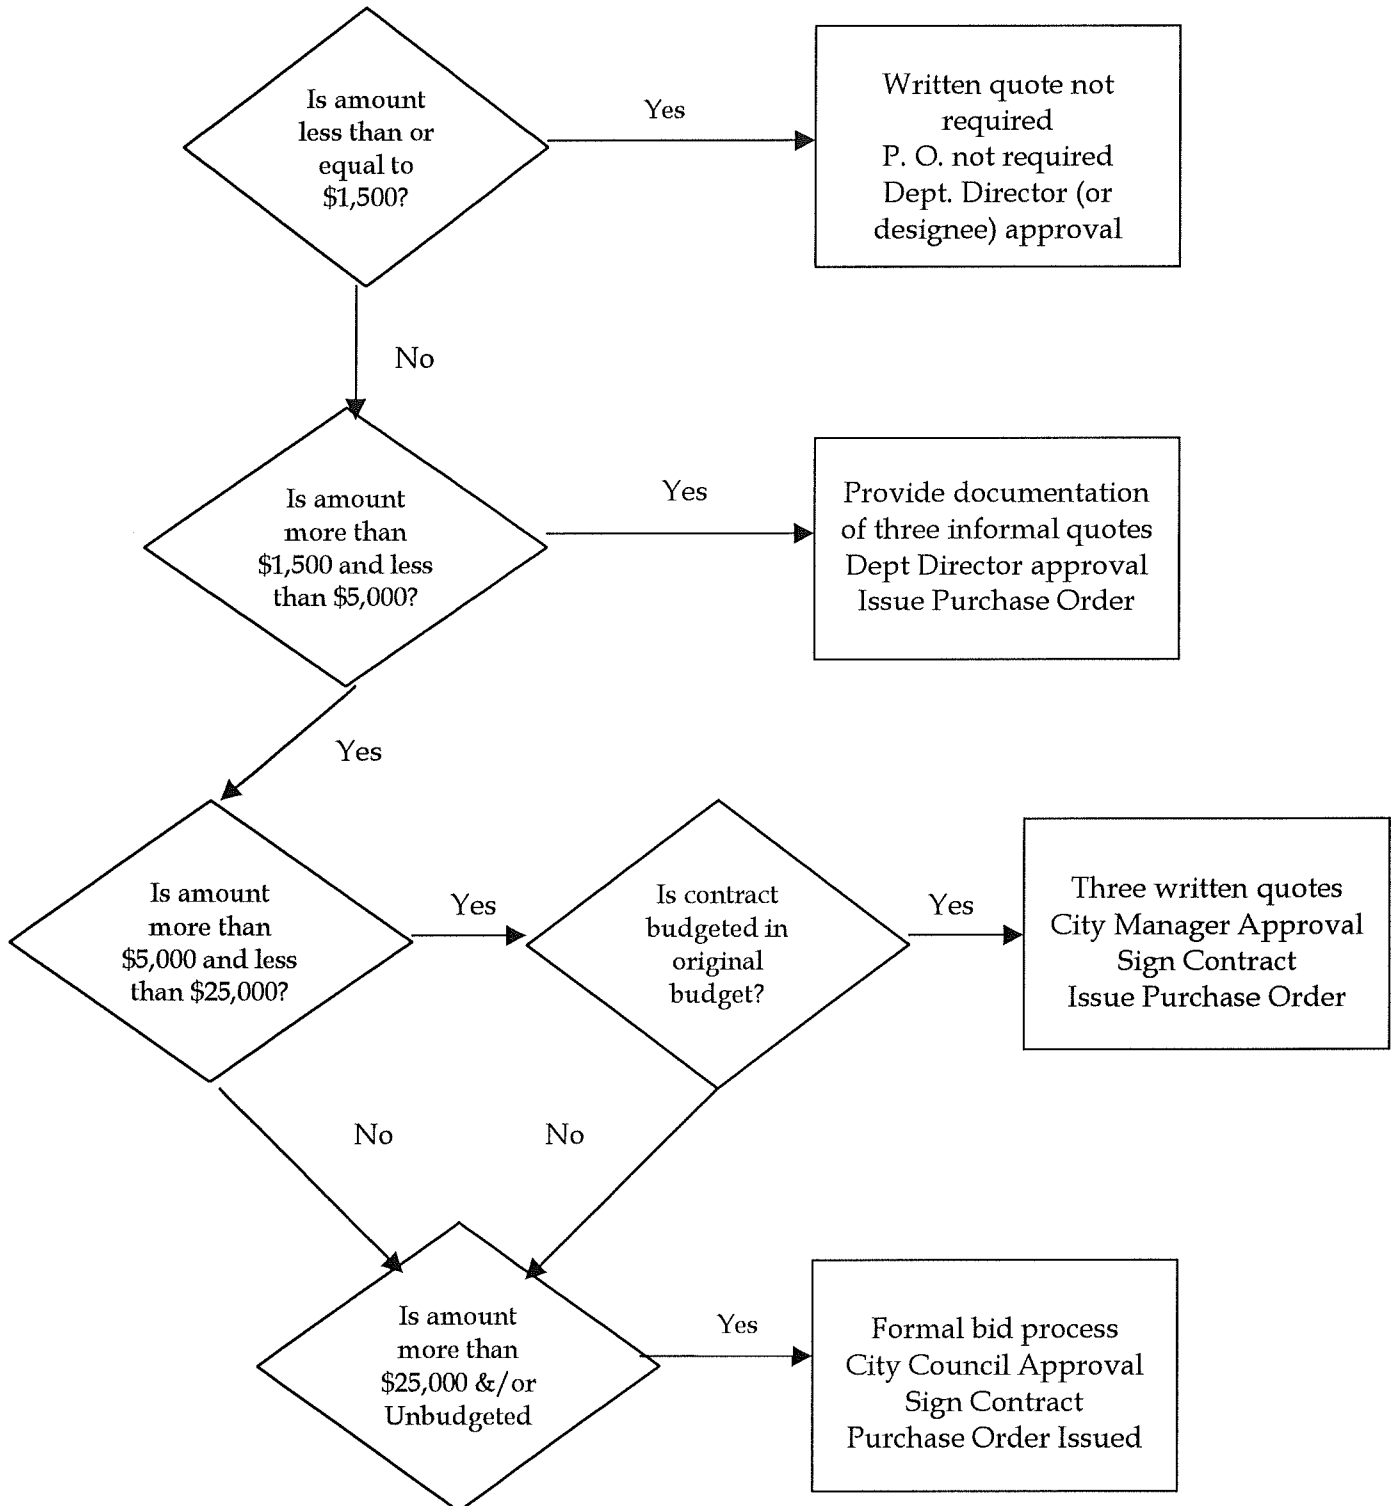 Is amount
less than or
equal to
$1,500?
Yes
Written quote not
required
P. O. not required
Dept. Director (or
designee) approval
No
Is amount
more than
$1,500 and less
than $5,000?
Yes
Provide documentation
of three informal quotes
Dept Director approval
Issue Purchase Order
Yes
Is amount
more than
$5,000 and less
than $25,000?
Yes
Is contract
budgeted in
original
budget?
Yes
Three written quotes
City Manager Approval
Sign Contract
Issue Purchase Order
No
No
Is amount
more than
$25,000 &/or
Unbudgeted
Yes
Formal bid process
City Council Approval
Sign Contract
Purchase Order Issued